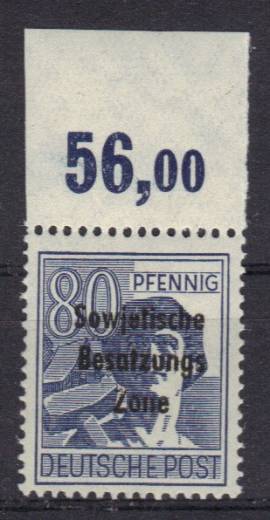 56,00
80 PFENNIG
Sowjetische
Besatzungs
Zone
DEUTSCHE POST